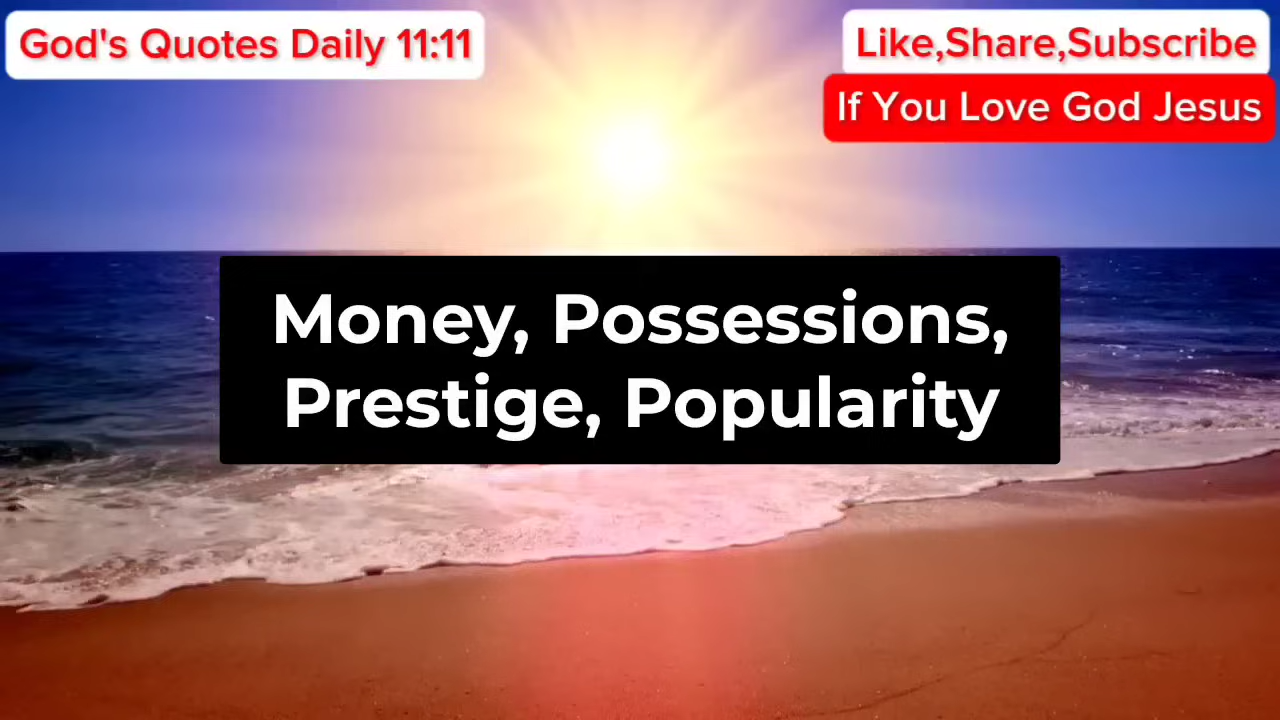 God's Quotes Daily 11:11
Like,Share,Subscribe
If You Love God Jesus
Money, Possessions,
Prestige, Popularity